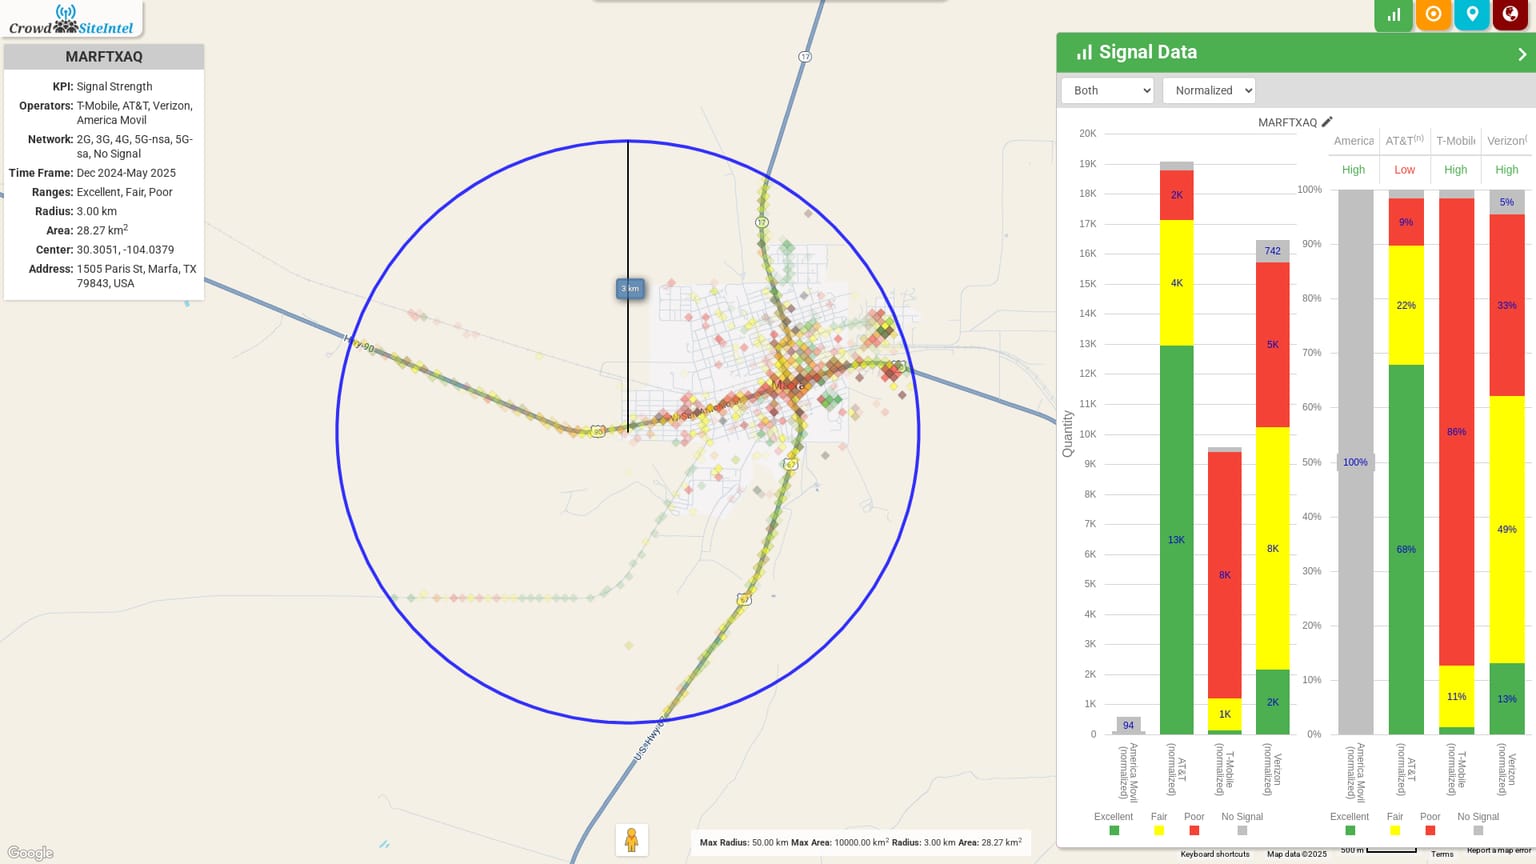 Crowd SiteIntel
MARFTXAQ
KPI: Signal Strength
Operators: T-Mobile, AT&T, Verizon,
America Movil
Network: 2G, 3G, 4G, 5G-nsa, 5G-
sa, No Signal
Time Frame: Dec 2024-May 2025
Ranges: Excellent, Fair, Poor
Radius: 3.00 km
Area: 28.27 km2
Center: 30.3051, -104.0379
Address: 1505 Paris St, Marfa, TX
79843, USA
17
17
3 km
Hwy 90
90
Marfa
67
67
U.S. Hwy 67
Google
Max Radius: 50.00 km Max Area: 10000.00 km2 Radius: 3.00 km Area: 28.27 km2
Signal Data
Both
Normalized
MARFTXAQ
Quantity
20K
19K
18K
17K
16K
15K
14K
13K
12K
11K
10K
9K
8K
7K
6K
5K
4K
3K
2K
1K
0
94
2K
4K
13K
8K
1K
742
5K
8K
2K
America Movil
(normalized)
AT&T
(normalized)
T-Mobile
(normalized)
Verizon
(normalized)
Excellent
Fair
Poor
No Signal
America
AT&T(n)
T-Mobile
Verizon(
High
Low
High
High
100%
90%
80%
70%
60%
50%
40%
30%
20%
10%
0%
100%
9%
22%
68%
86%
11%
5%
33%
49%
13%
America Movil
(normalized)
AT&T
(normalized)
T-Mobile
(normalized)
Verizon
(normalized)
Excellent
Fair
Poor
No Signal
Keyboard shortcuts
Map data ©2025
500 m
Terms
Report a map error